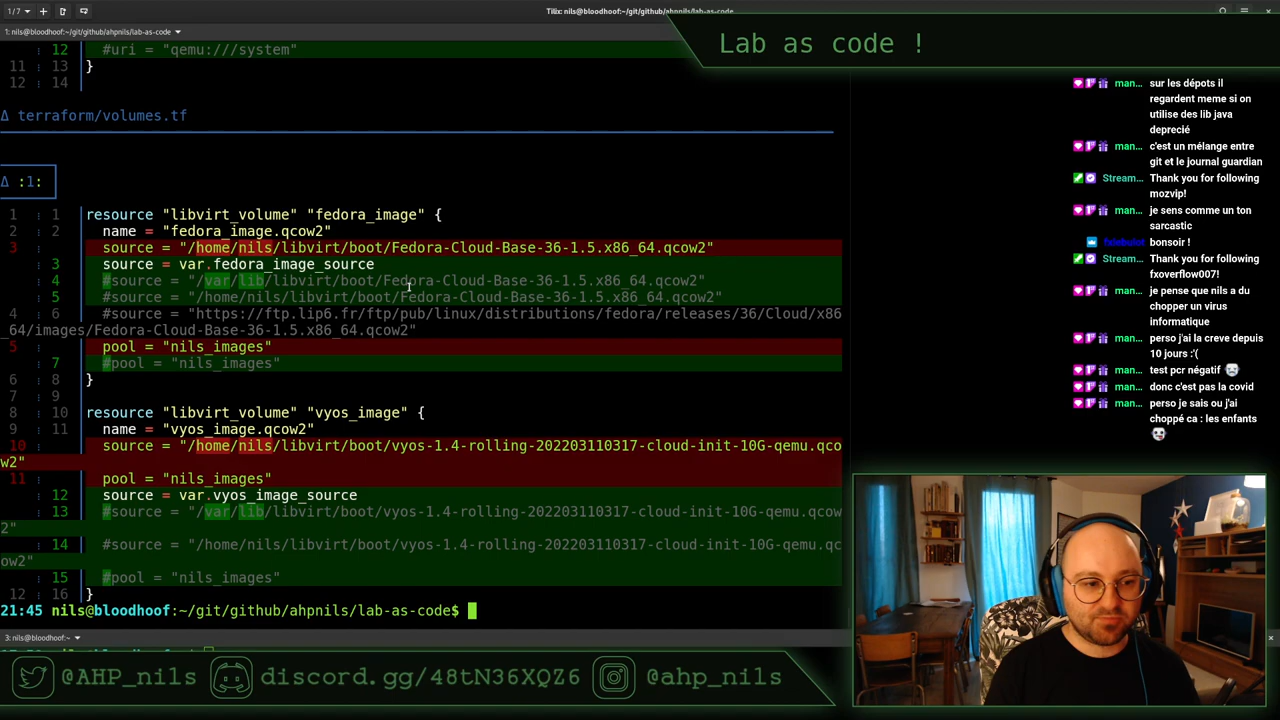 1/7
Tilix: nils@bloodhoof:~/git/github/ahpnils/lab-as-code
1: nils@bloodhoof:~/git/github/ahpnils/lab-as-code
Lab as code !
12 #uri = "qemu:///system"
11 ⋮ 13 }
12 ⋮ 14
Δ terraform/volumes.tf
Δ :1:
1 ⋮ 1 resource "libvirt_volume" "fedora_image" {
2 ⋮ 2 name = "fedora_image.qcow2"
3 source = "/home/nils/libvirt/boot/Fedora-Cloud-Base-36-1.5.x86_64.qcow2"
3 source = var.fedora_image_source
4 #source = "/var/lib/libvirt/boot/Fedora-Cloud-Base-36-1.5.x86_64.qcow2"
5 #source = "/home/nils/libvirt/boot/Fedora-Cloud-Base-36-1.5.x86_64.qcow2"
4 ⋮ 6 #source = "https://ftp.lip6.fr/ftp/pub/linux/distributions/fedora/releases/36/Cloud/x86
_64/images/Fedora-Cloud-Base-36-1.5.x86_64.qcow2"
5 pool = "nils_images"
7 #pool = "nils_images"
6 ⋮ 8 }
7 ⋮ 9
8 ⋮ 10 resource "libvirt_volume" "vyos_image" {
9 ⋮ 11 name = "vyos_image.qcow2"
10 source = "/home/nils/libvirt/boot/vyos-1.4-rolling-202203110317-cloud-init-10G-qemu.qco
w2"
11 pool = "nils_images"
12 source = var.vyos_image_source
13 #source = "/var/lib/libvirt/boot/vyos-1.4-rolling-202203110317-cloud-init-10G-qemu.qcow
2"
14 #source = "/home/nils/libvirt/boot/vyos-1.4-rolling-202203110317-cloud-init-10G-qemu.qc
ow2"
15 #pool = "nils_images"
12 ⋮ 16 }
21:45 nils@bloodhoof:~/git/github/ahpnils/lab-as-code$
3: nils@bloodhoof:~
man... sur les dépots il
regardent meme si on
utilise des lib java
deprecié
man... c'est un mélange entre
git et le journal guardian
Stream... Thank you for following
mozvip!
man... je sens comme un ton
sarcastic
fxiebulot bonsoir !
Stream... Thank you for following
fxoverflow007!
man... je pense que nils a du
chopper un virus
informatique
man... perso j'ai la creve depuis
10 jours :'(
man... test pcr négatif
man... donc c'est pas la covid
man... perso je sais ou j'ai
choppé ca : les enfants
@AHP_nils
discord.gg/48tN36XQZ6
@ahp_nils